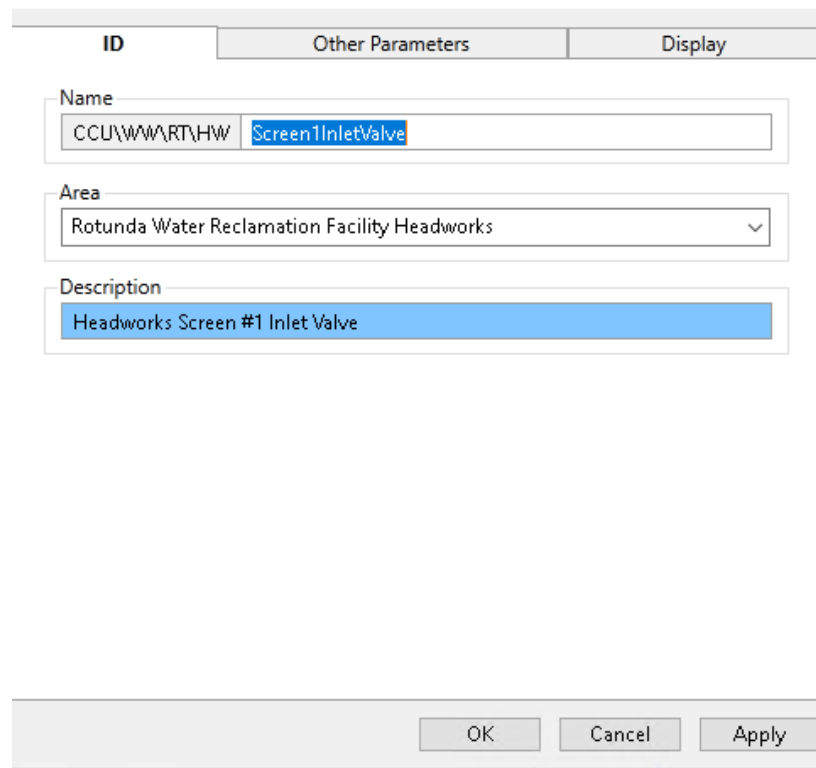 ID Other Parameters Display
Name
CCU\WW\RT\HW Screen1InletValve
Area
Rotunda Water Reclamation Facility Headworks
Description
Headworks Screen #1 Inlet Valve
OK Cancel Apply